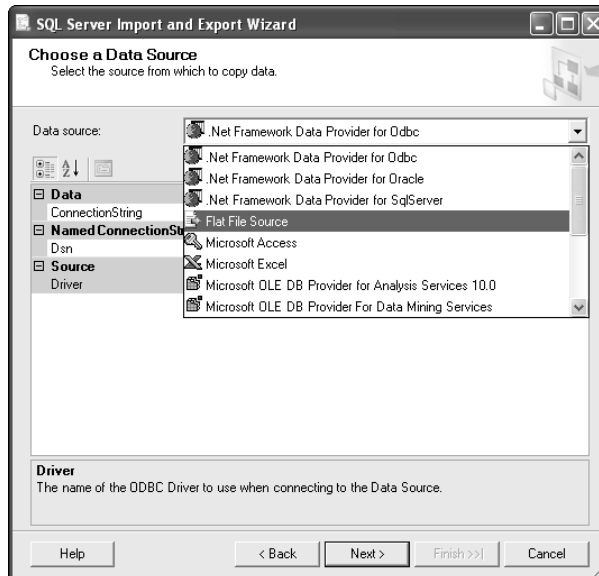 SQL Server Import and Export Wizard
Choose a Data Source
Select the source from which to copy data.
Data source:
.Net Framework Data Provider for Odbc
.Net Framework Data Provider for Odbc
.Net Framework Data Provider for Oracle
.Net Framework Data Provider for SqlServer
Flat File Source
Microsoft Access
Microsoft Excel
Microsoft OLE DB Provider for Analysis Services 10.0
Microsoft OLE DB Provider For Data Mining Services
Data
ConnectionString
Named ConnectionSt
Dsn
Source
Driver
Driver
The name of the ODBC Driver to use when connecting to the Data Source.
Help
< Back
Next >
Finish >>|
Cancel